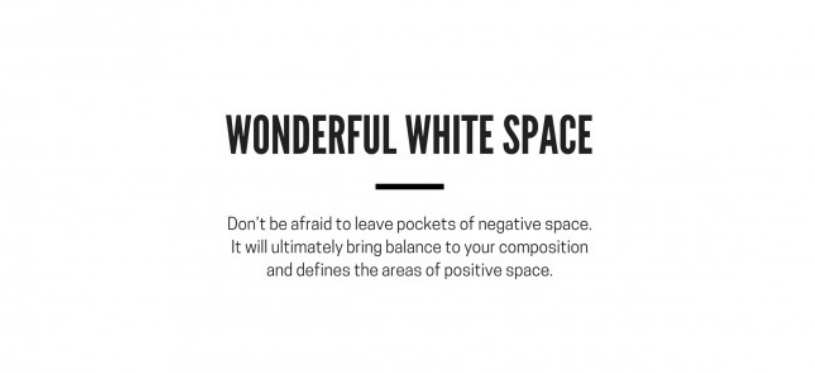 WONDERFUL WHITE SPACE
Don't be afraid to leave pockets of negative space.
It will ultimately bring balance to your composition
and defines the areas of positive space.